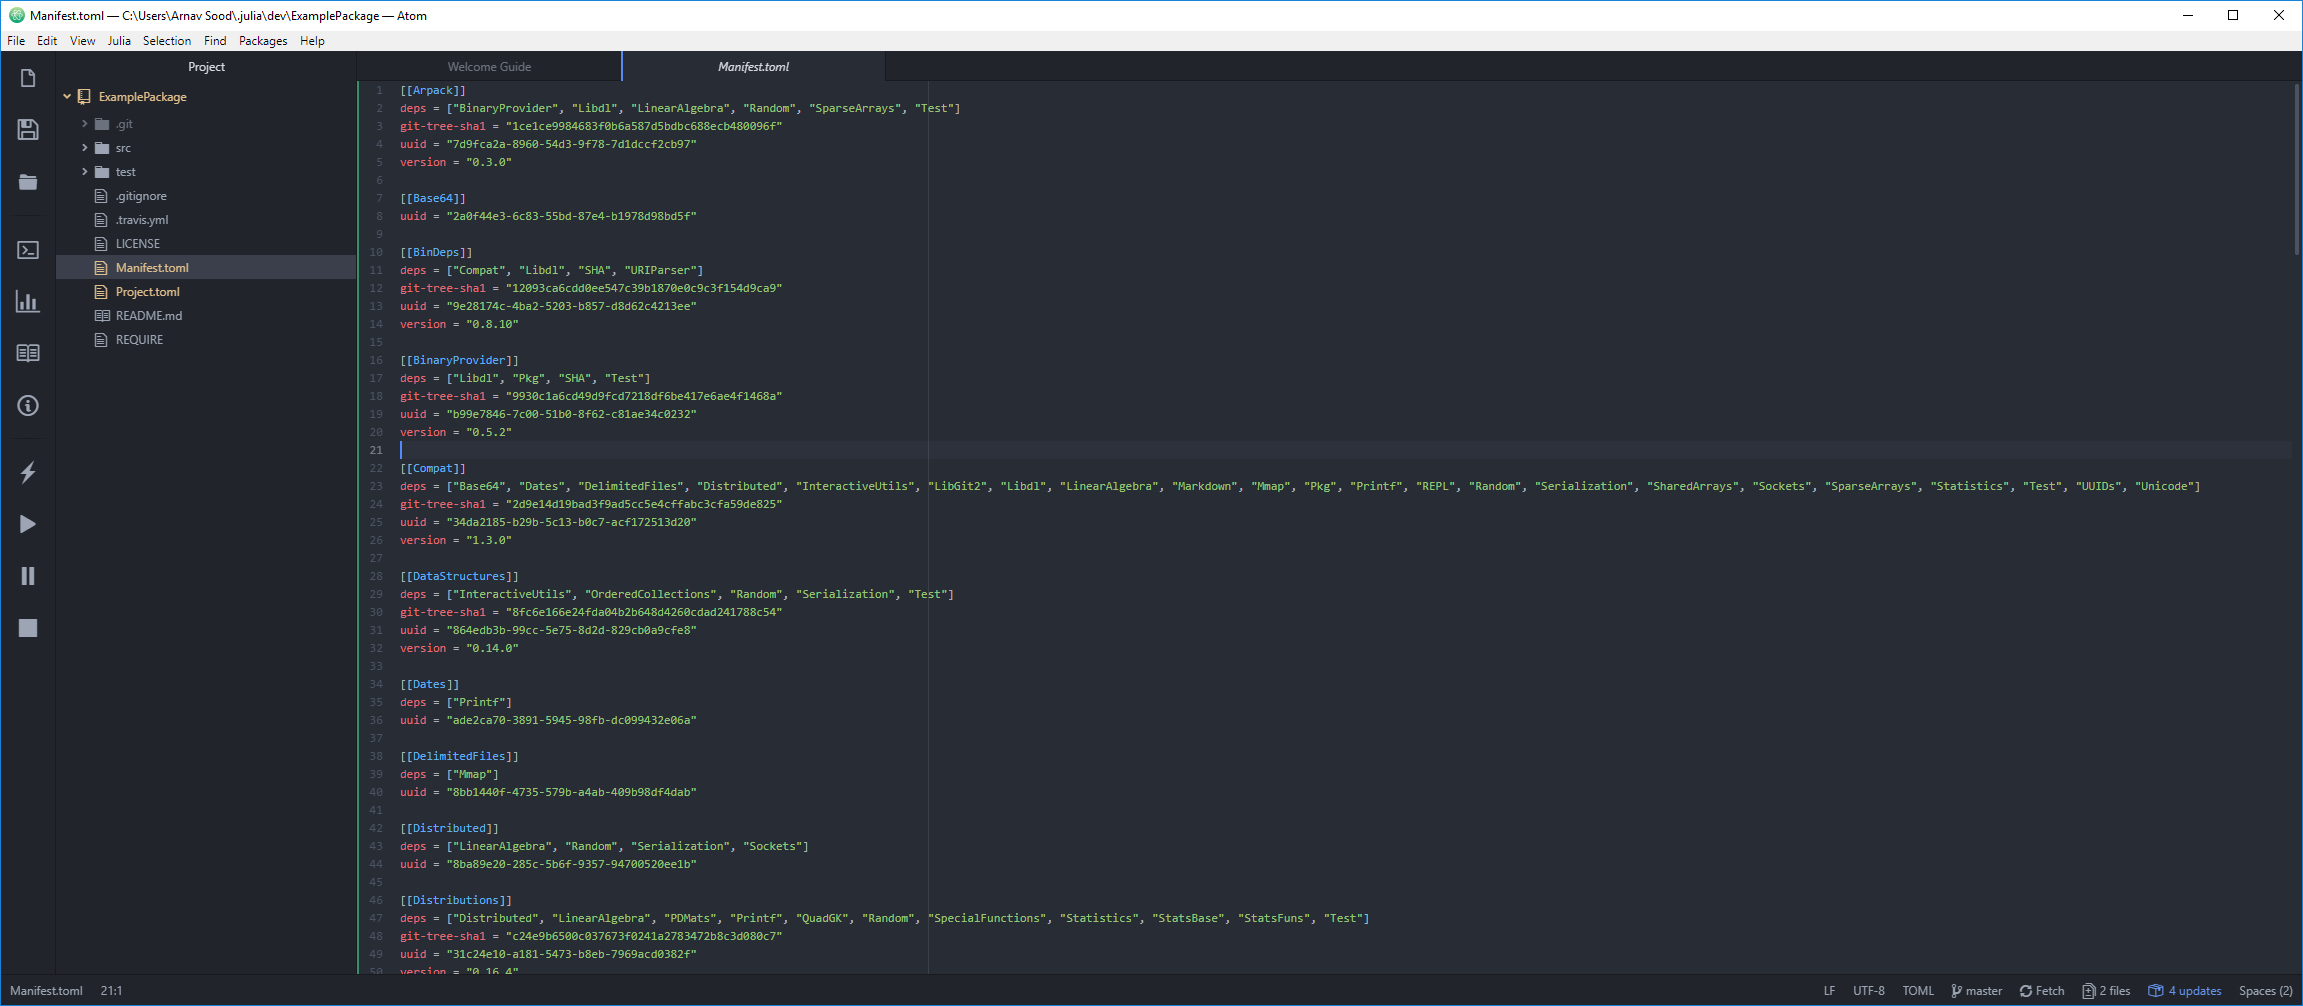 Manifest.toml — C:\Users\Arnav Sood\.julia\dev\ExamplePackage — Atom
File Edit View Julia Selection Find Packages Help
Project
Welcome Guide
Manifest.toml
ExamplePackage
.git
src
test
.gitignore
.travis.yml
LICENSE
Manifest.toml
Project.toml
README.md
REQUIRE
1 [[Arpack]]
2 deps = ["BinaryProvider", "Libdl", "LinearAlgebra", "Random", "SparseArrays", "Test"]
3 git-tree-sha1 = "1ce1ce9984683f0b6a587d5bdbc688ecb480096f"
4 uuid = "7d9fca2a-8960-54d3-9f78-7d1dccf2cb97"
5 version = "0.3.0"
6
7 [[Base64]]
8 uuid = "2a0f44e3-6c83-55bd-87e4-b1978d98bd5f"
9
10 [[BinDeps]]
11 deps = ["Compat", "Libdl", "SHA", "URIParser"]
12 git-tree-sha1 = "12093ca6cdd0ee547c39b1870e0c9c3f154d9ca9"
13 uuid = "9e28174c-4ba2-5203-b857-d8d62c4213ee"
14 version = "0.8.10"
15
16 [[BinaryProvider]]
17 deps = ["Libdl", "Pkg", "SHA", "Test"]
18 git-tree-sha1 = "9930c1a6cd49d9fcd7218df6be417e6ae4f1468a"
19 uuid = "b99e7846-7c00-51b0-8f62-c81ae34c0232"
20 version = "0.5.2"
21
22 [[Compat]]
23 deps = ["Base64", "Dates", "DelimitedFiles", "Distributed", "InteractiveUtils", "LibGit2", "Libdl", "LinearAlgebra", "Markdown", "Mmap", "Pkg", "Printf", "REPL", "Random", "Serialization", "SharedArrays", "Sockets", "SparseArrays", "Statistics", "Test", "UUIDs", "Unicode"]
24 git-tree-sha1 = "2d9e14d19bad3f9ad5cc5e4cffabc3cfa59de825"
25 uuid = "34da2185-b29b-5c13-b0c7-acf172513d20"
26 version = "1.3.0"
27
28 [[DataStructures]]
29 deps = ["InteractiveUtils", "OrderedCollections", "Random", "Serialization", "Test"]
30 git-tree-sha1 = "8fc6e166e24fda04b2b648d4260cdad241788c54"
31 uuid = "864edb3b-99cc-5e75-8d2d-829cb0a9cfe8"
32 version = "0.14.0"
33
34 [[Dates]]
35 deps = ["Printf"]
36 uuid = "ade2ca70-3891-5945-98fb-dc099432e06a"
37
38 [[DelimitedFiles]]
39 deps = ["Mmap"]
40 uuid = "8bb1440f-4735-579b-a4ab-409b98df4dab"
41
42 [[Distributed]]
43 deps = ["LinearAlgebra", "Random", "Serialization", "Sockets"]
44 uuid = "8ba89e20-285c-5b6f-9357-94700520ee1b"
45
46 [[Distributions]]
47 deps = ["Distributed", "LinearAlgebra", "PDMats", "Printf", "QuadGK", "Random", "SpecialFunctions", "Statistics", "StatsBase", "StatsFuns", "Test"]
48 git-tree-sha1 = "c24e9b6500c037673f0241a2783472b8c3d080c7"
49 uuid = "31c24e10-a181-5473-b8eb-7969acd0382f"
50 version = "0.16.4"
Manifest.toml 21:1 LF UTF-8 TOML master Fetch 2 files 4 updates Spaces (2)